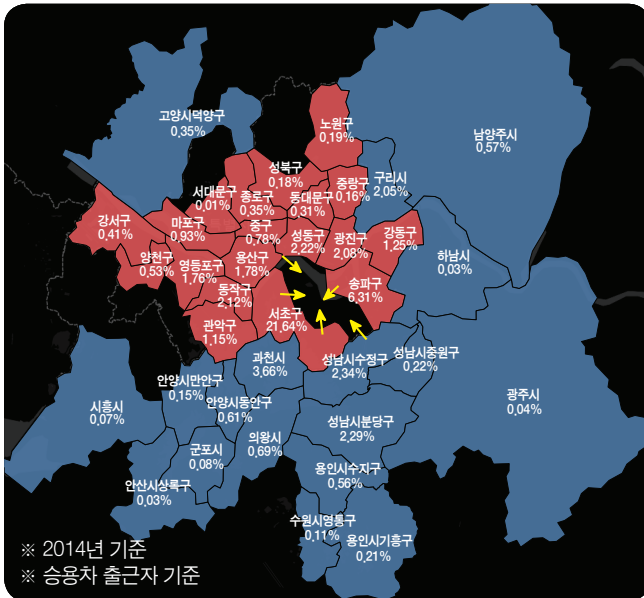 고양시덕양구
0.35%
노원구
0.19%
남양주시
0.57%
성북구
0.18%
중랑구
0.16%
구리시
2.05%
서대문구
0.01%
종로구
0.35%
동대문구
0.31%
강서구
0.41%
마포구
0.93%
중구
0.78%
성동구
2.22%
광진구
2.08%
강동구
1.25%
하남시
0.03%
양천구
0.53%
영등포구
1.76%
용산구
1.78%
송파구
6.31%
동작구
2.12%
서초구
21.64%
관악구
1.15%
과천시
3.66%
성남시수정구
2.34%
성남시중원구
0.22%
안양시만안구
0.15%
안양시동안구
0.61%
광주시
0.04%
시흥시
0.07%
성남시분당구
2.29%
의왕시
0.69%
군포시
0.08%
용인시수지구
0.56%
안산시상록구
0.03%
수원시영통구
0.11%
용인시기흥구
0.21%
※ 2014년 기준
※ 승용차 출근자 기준